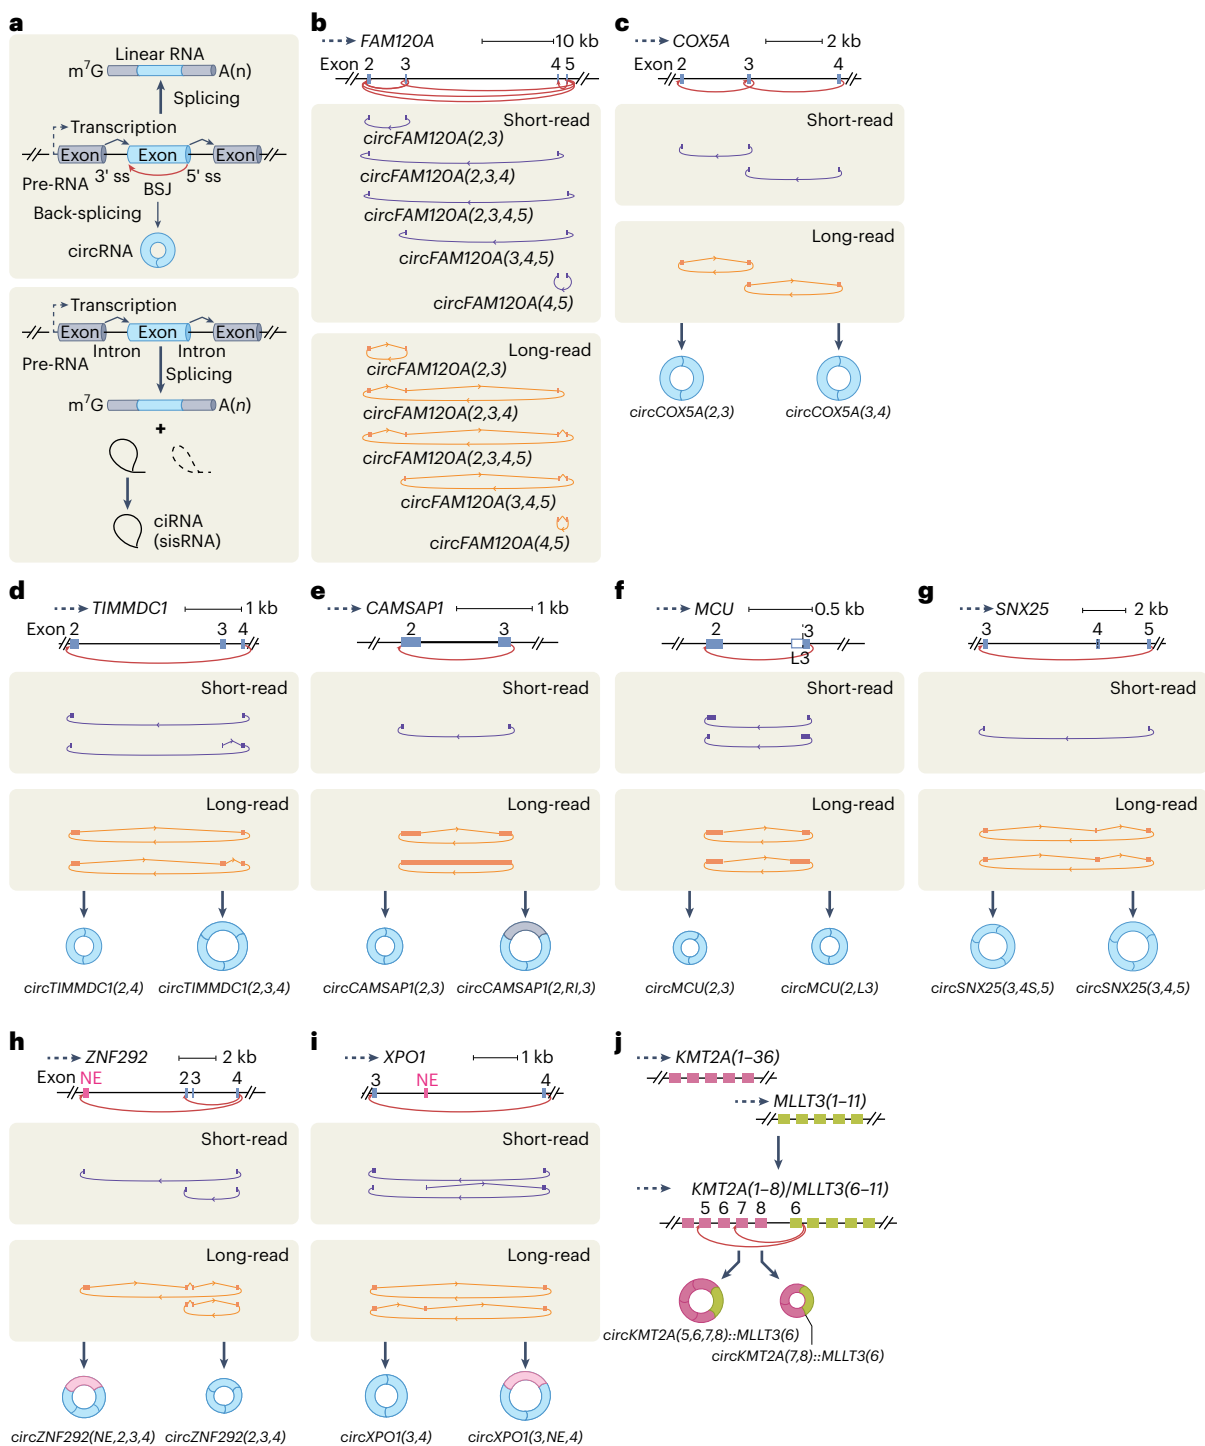 a
Linear RNA
m7G A(n)
Splicing
Transcription
Exon Exon Exon
Pre-RNA 3' ss 5' ss
BSJ
Back-splicing
circRNA
Transcription
Exon Exon Exon
Pre-RNA Intron Intron
Splicing
m7G A(n)
+
ciRNA
(sisRNA)
b
FAM120A 10 kb
Exon 2 3 4 5
Short-read
circFAM120A(2,3)
circFAM120A(2,3,4)
circFAM120A(2,3,4,5)
circFAM120A(3,4,5)
circFAM120A(4,5)
Long-read
circFAM120A(2,3)
circFAM120A(2,3,4)
circFAM120A(2,3,4,5)
circFAM120A(3,4,5)
circFAM120A(4,5)
c
COX5A 2 kb
Exon 2 3 4
Short-read
Long-read
circCOX5A(2,3) circCOX5A(3,4)
d
TIMMDC1 1 kb
Exon 2 3 4
Short-read
Long-read
circTIMMDC1(2,4) circTIMMDC1(2,3,4)
e
CAMSAP1 1 kb
2 3
Short-read
Long-read
circCAMSAP1(2,3) circCAMSAP1(2,RI,3)
f
MCU 0.5 kb
2 3
L3
Short-read
Long-read
circMCU(2,3) circMCU(2,L3)
g
SNX25 2 kb
3 4 5
Short-read
Long-read
circSNX25(3,4S,5) circSNX25(3,4,5)
h
ZNF292 2 kb
Exon NE 2 3 4
Short-read
Long-read
circZNF292(NE,2,3,4) circZNF292(2,3,4)
i
XPO1 1 kb
3 NE 4
Short-read
Long-read
circXPO1(3,4) circXPO1(3,NE,4)
j
KMT2A(1–36)
MLLT3(1–11)
KMT2A(1–8)/MLLT3(6–11)
5 6 7 8 6
circKMT2A(5,6,7,8)::MLLT3(6)
circKMT2A(7,8)::MLLT3(6)